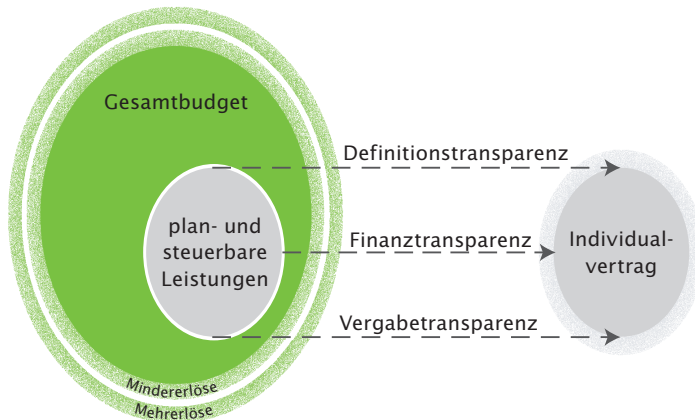 Gesamtbudget
Definitionstransparenz
plan- und
steuerbare
Leistungen
Finanztransparenz
Individual-
vertrag
Vergabetransparenz
Mindererlöse
Mehrerlöse